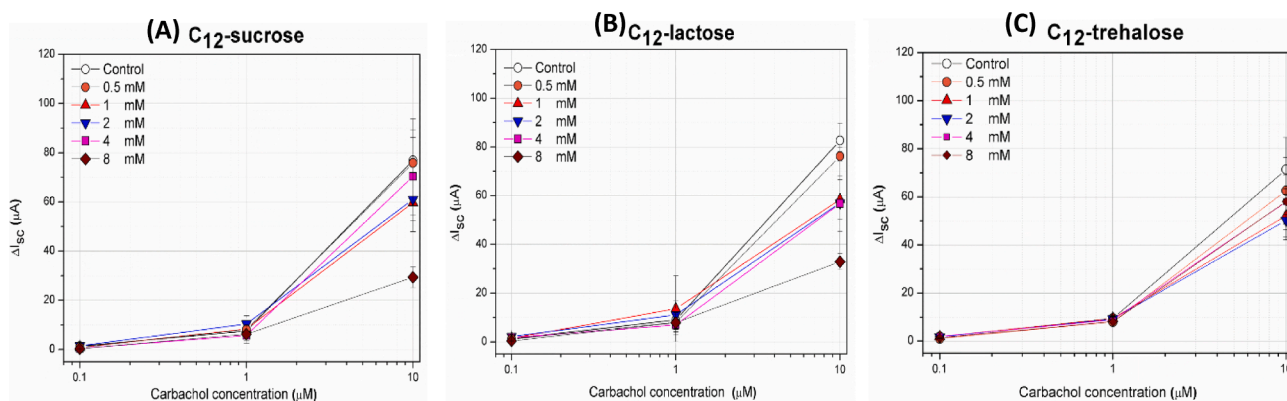 (A) C12-sucrose
120
100
80
60
40
20
0
Control
0.5 mM
1 mM
2 mM
4 mM
8 mM
ΔISC (μA)
0.1
1
10
Carbachol concentration (μM)
(B) C12-lactose
120
100
80
60
40
20
0
Control
0.5 mM
1 mM
2 mM
4 mM
8 mM
ΔISC (μA)
0.1
1
10
Carbachol concentration (μM)
(C) C12-trehalose
120
100
80
60
40
20
0
Control
0.5 mM
1 mM
2 mM
4 mM
8 mM
ΔISC (μA)
0.1
1
10
Carbachol concentration (μM)